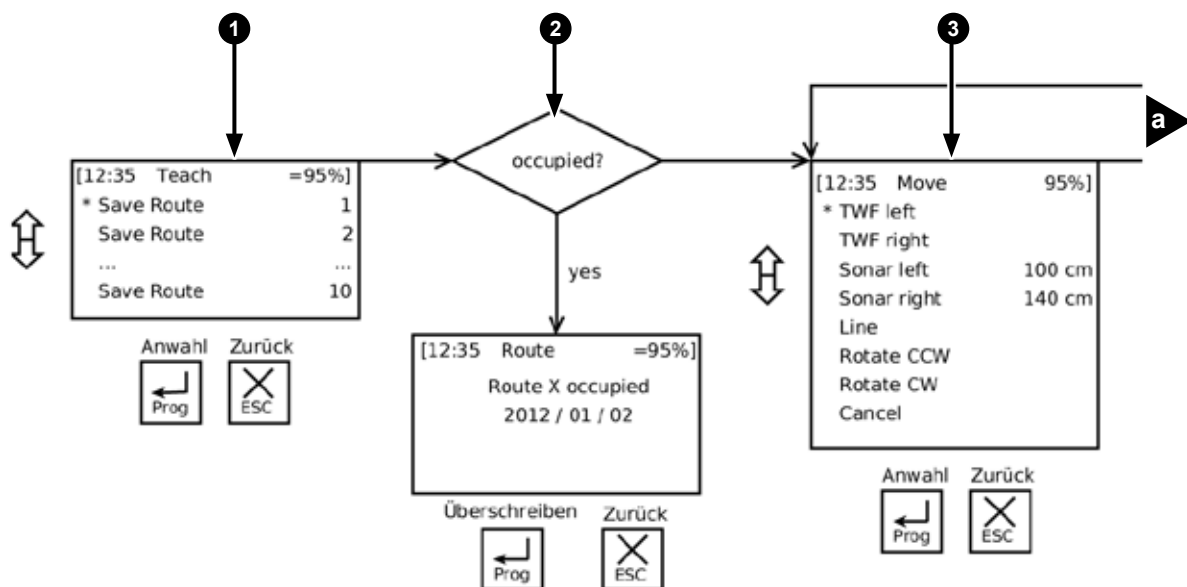 1
2
3
a
[12:35 Teach =95%]
* Save Route 1
Save Route 2
... ...
Save Route 10
Anwahl Zurück
Prog ESC
occupied?
yes
[12:35 Route =95%]
Route X occupied
2012 / 01 / 02
Überschreiben Zurück
Prog ESC
[12:35 Move 95%]
* TWF left
TWF right
Sonar left 100 cm
Sonar right 140 cm
Line
Rotate CCW
Rotate CW
Cancel
Anwahl Zurück
Prog ESC